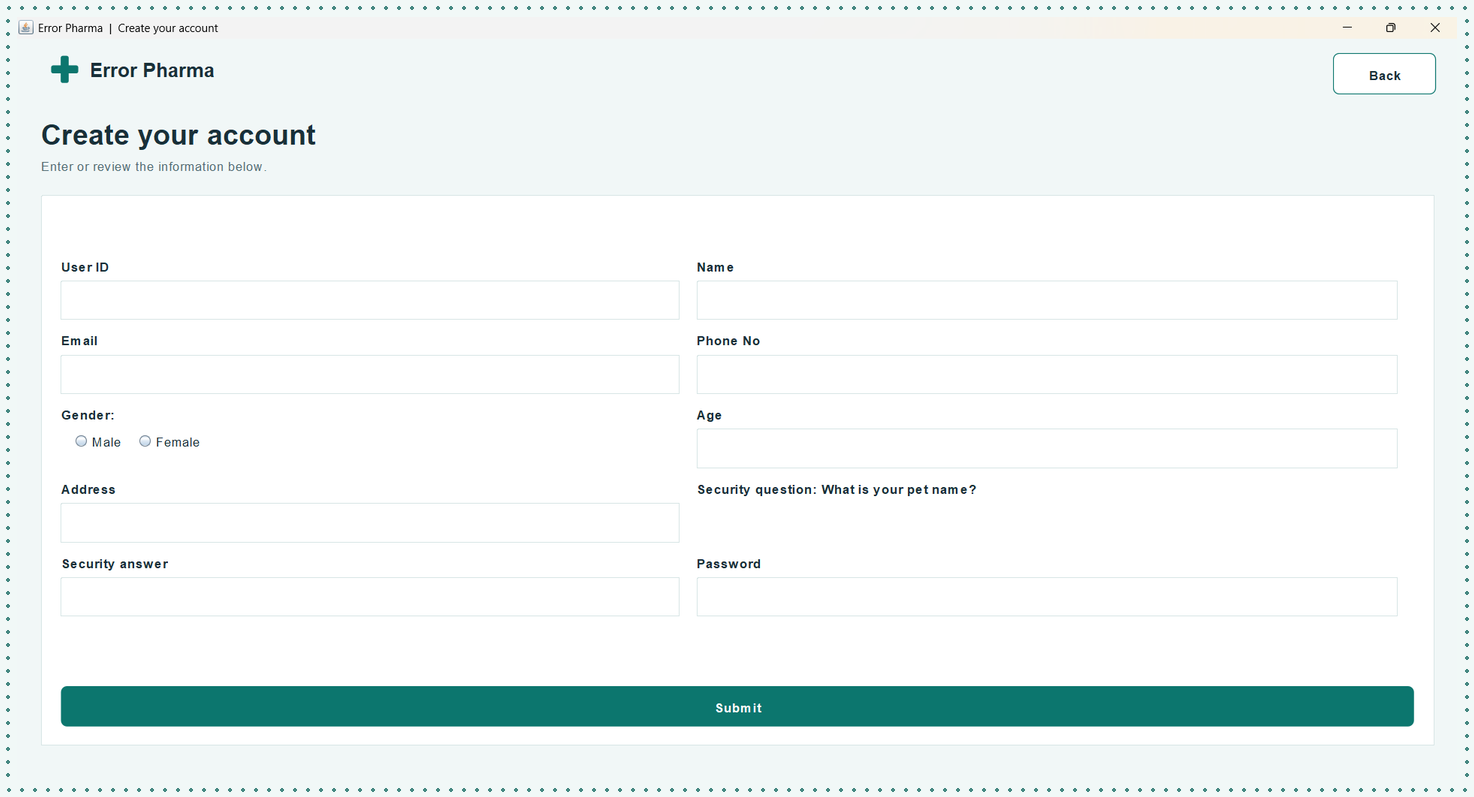 Error Pharma | Create your account
Error Pharma
Back
Create your account
Enter or review the information below.
User ID
Name
Email
Phone No
Gender:
Age
Male
Female
Address
Security question: What is your pet name?
Security answer
Password
Submit